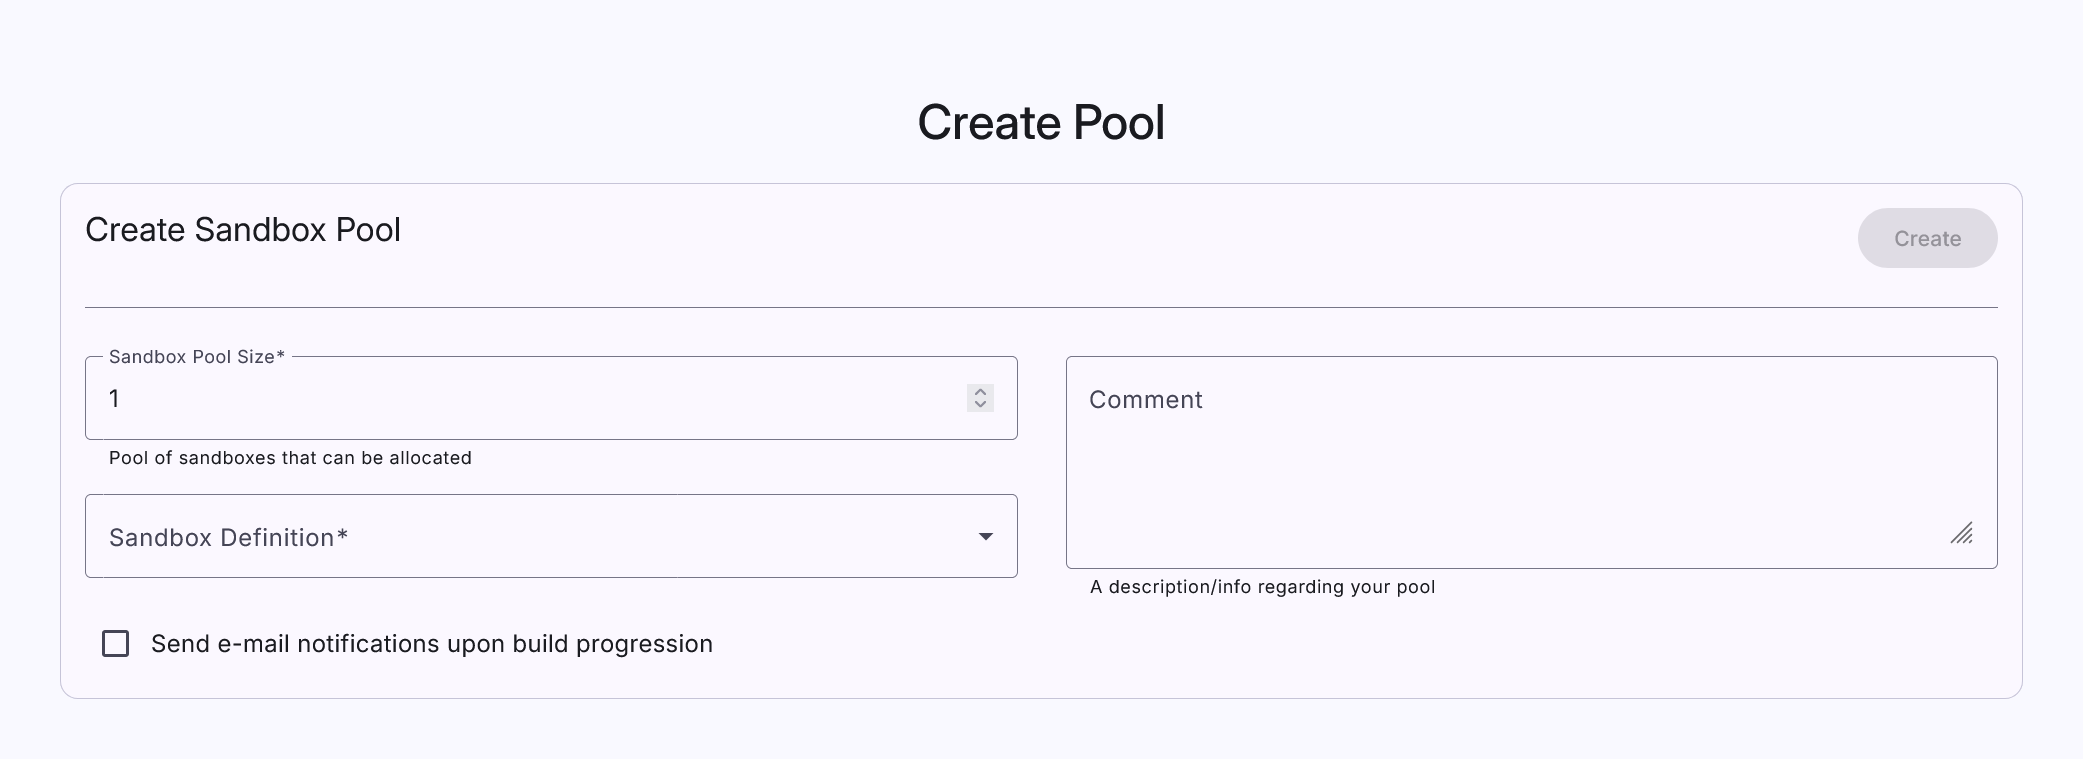 Create Pool
Create Sandbox Pool
Create
Sandbox Pool Size*
1
Pool of sandboxes that can be allocated
Sandbox Definition*
Send e-mail notifications upon build progression
Comment
A description/info regarding your pool